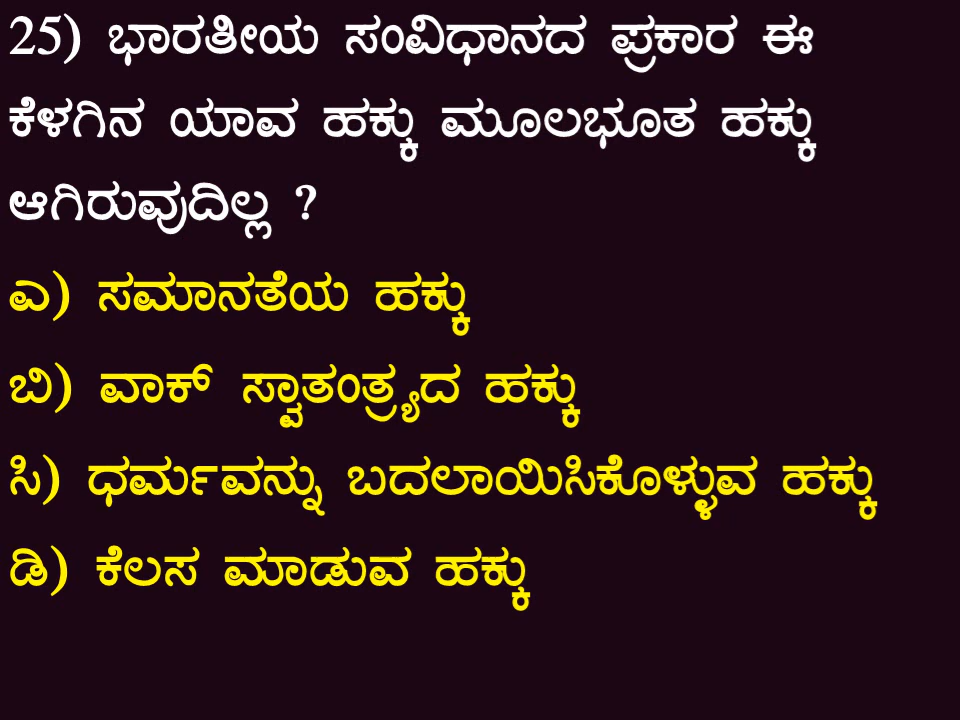 25) ಭಾರತೀಯ ಸಂವಿಧಾನದ ಪ್ರಕಾರ ಈ
ಕೆಳಗಿನ ಯಾವ ಹಕ್ಕು ಮೂಲಭೂತ ಹಕ್ಕು
ಆಗಿರುವುದಿಲ್ಲ ?
ಎ) ಸಮಾನತೆಯ ಹಕ್ಕು
ಬಿ) ವಾಕ್ ಸ್ವಾತಂತ್ರ್ಯದ ಹಕ್ಕು
ಸಿ) ಧರ್ಮವನ್ನು ಬದಲಾಯಿಸಿಕೊಳ್ಳುವ ಹಕ್ಕು
ಡಿ) ಕೆಲಸ ಮಾಡುವ ಹಕ್ಕು